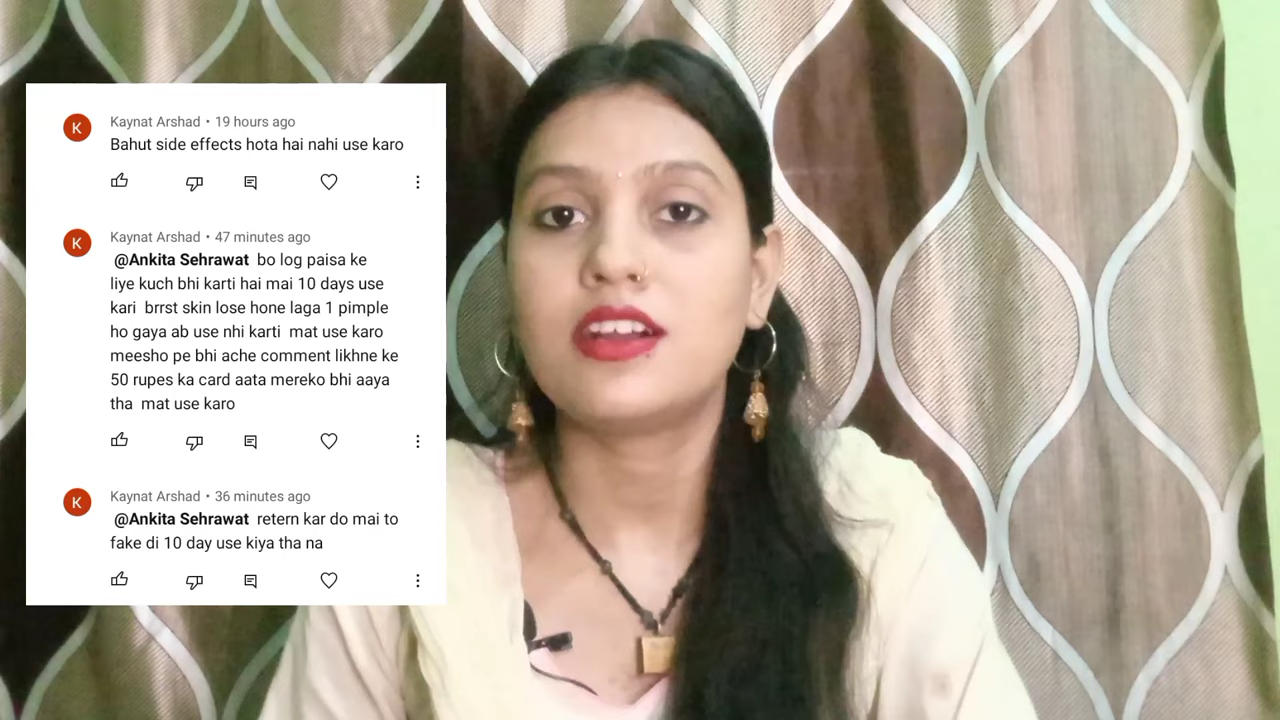 Kaynat Arshad • 19 hours ago
Bahut side effects hota hai nahi use karo
Kaynat Arshad • 47 minutes ago
@Ankita Sehrawat bo log paisa ke
liye kuch bhi karti hai mai 10 days use
kari brrst skin lose hone laga 1 pimple
ho gaya ab use nhi karti mat use karo
meesho pe bhi ache comment likhne ke
50 rupes ka card aata mereko bhi aaya
tha mat use karo
Kaynat Arshad • 36 minutes ago
@Ankita Sehrawat retern kar do mai to
fake di 10 day use kiya tha na
K
K
K